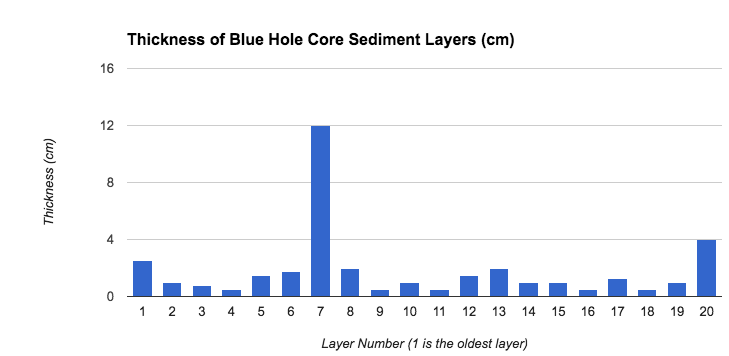 Thickness of Blue Hole Core Sediment Layers (cm)
16
12
8
4
0
Thickness (cm)
1 2 3 4 5 6 7 8 9 10 11 12 13 14 15 16 17 18 19 20
Layer Number (1 is the oldest layer)